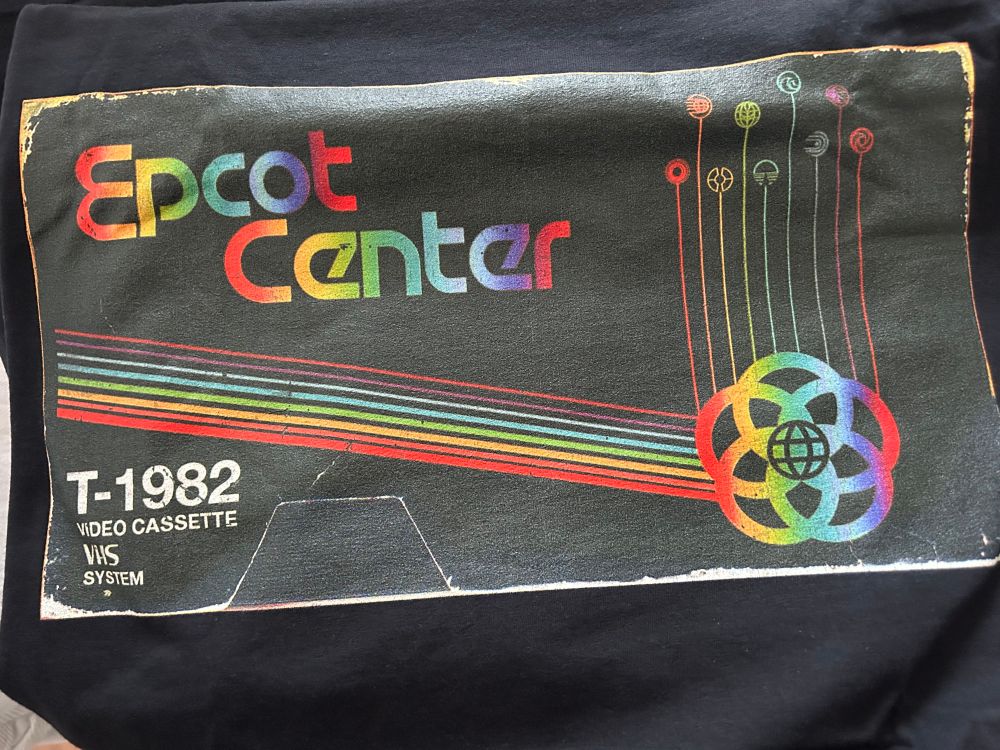 Epcot
Center
T-1982
ViDEO CASSETTE
VHS
SYSTEM